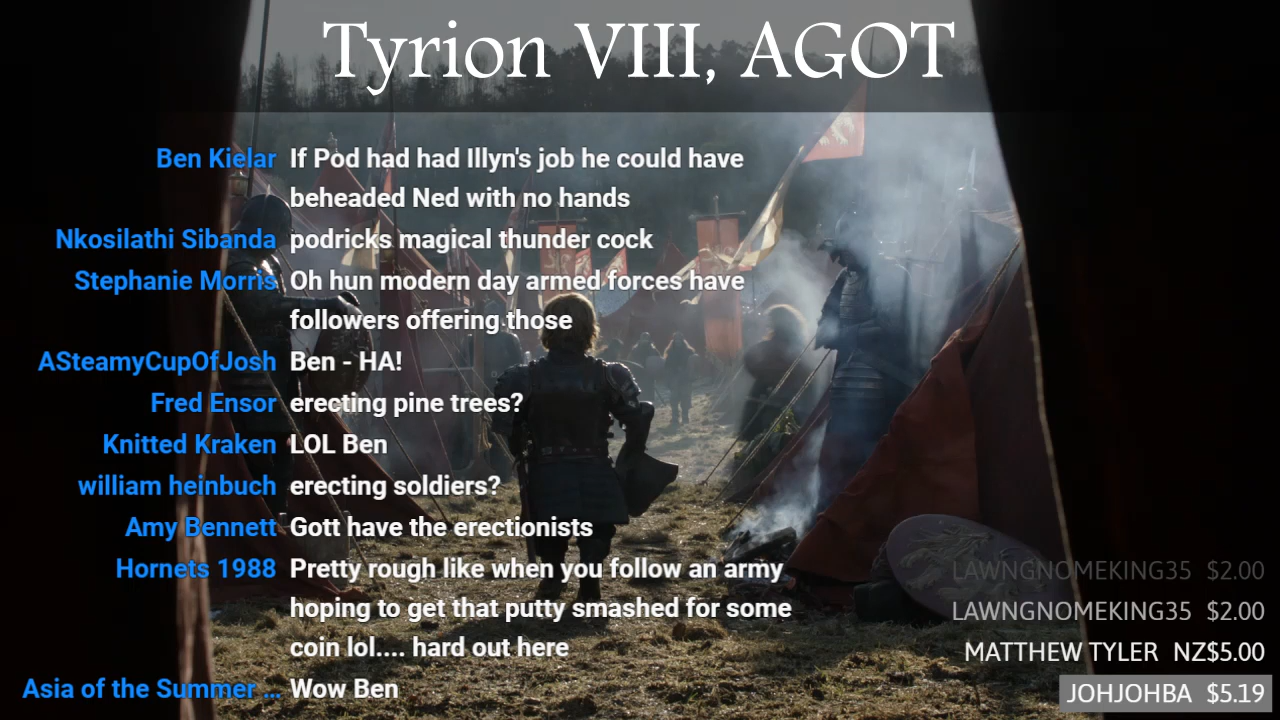 Tyrion VIII, AGOT
Ben Kielar If Pod had had Illyn's job he could have
beheaded Ned with no hands
Nkosilathi Sibanda podricks magical thunder cock
Stephanie Morris Oh hun modern day armed forces have
followers offering those
ASteamyCupOfJosh Ben - HA!
Fred Ensor erecting pine trees?
Knitted Kraken LOL Ben
william heinbuch erecting soldiers?
Amy Bennett Gott have the erectionists
Hornets 1988 Pretty rough like when you follow an army
hoping to get that putty smashed for some
coin lol.... hard out here
Asia of the Summer ... Wow Ben
LAWNGNOMEKING35 $2.00
LAWNGNOMEKING35 $2.00
MATTHEW TYLER NZ$5.00
JOHJOHBA $5.19